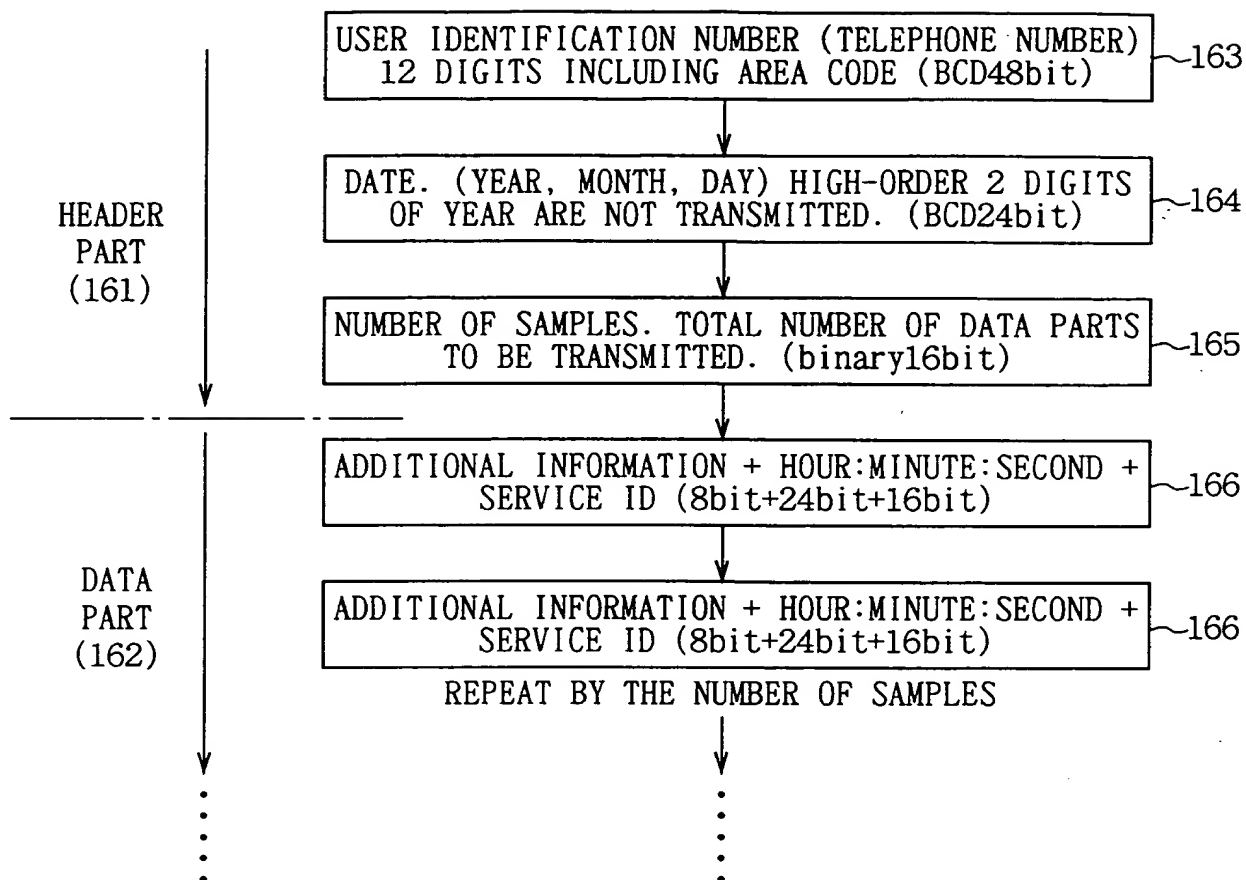 USER IDENTIFICATION NUMBER (TELEPHONE NUMBER)
12 DIGITS INCLUDING AREA CODE (BCD48bit)
163
DATE. (YEAR, MONTH, DAY) HIGH-ORDER 2 DIGITS
OF YEAR ARE NOT TRANSMITTED. (BCD24bit)
164
HEADER
PART
(161)
NUMBER OF SAMPLES. TOTAL NUMBER OF DATA PARTS
TO BE TRANSMITTED. (binary16bit)
165
ADDITIONAL INFORMATION + HOUR:MINUTE:SECOND +
SERVICE ID (8bit+24bit+16bit)
166
DATA
PART
(162)
ADDITIONAL INFORMATION + HOUR:MINUTE:SECOND +
SERVICE ID (8bit+24bit+16bit)
166
REPEAT BY THE NUMBER OF SAMPLES